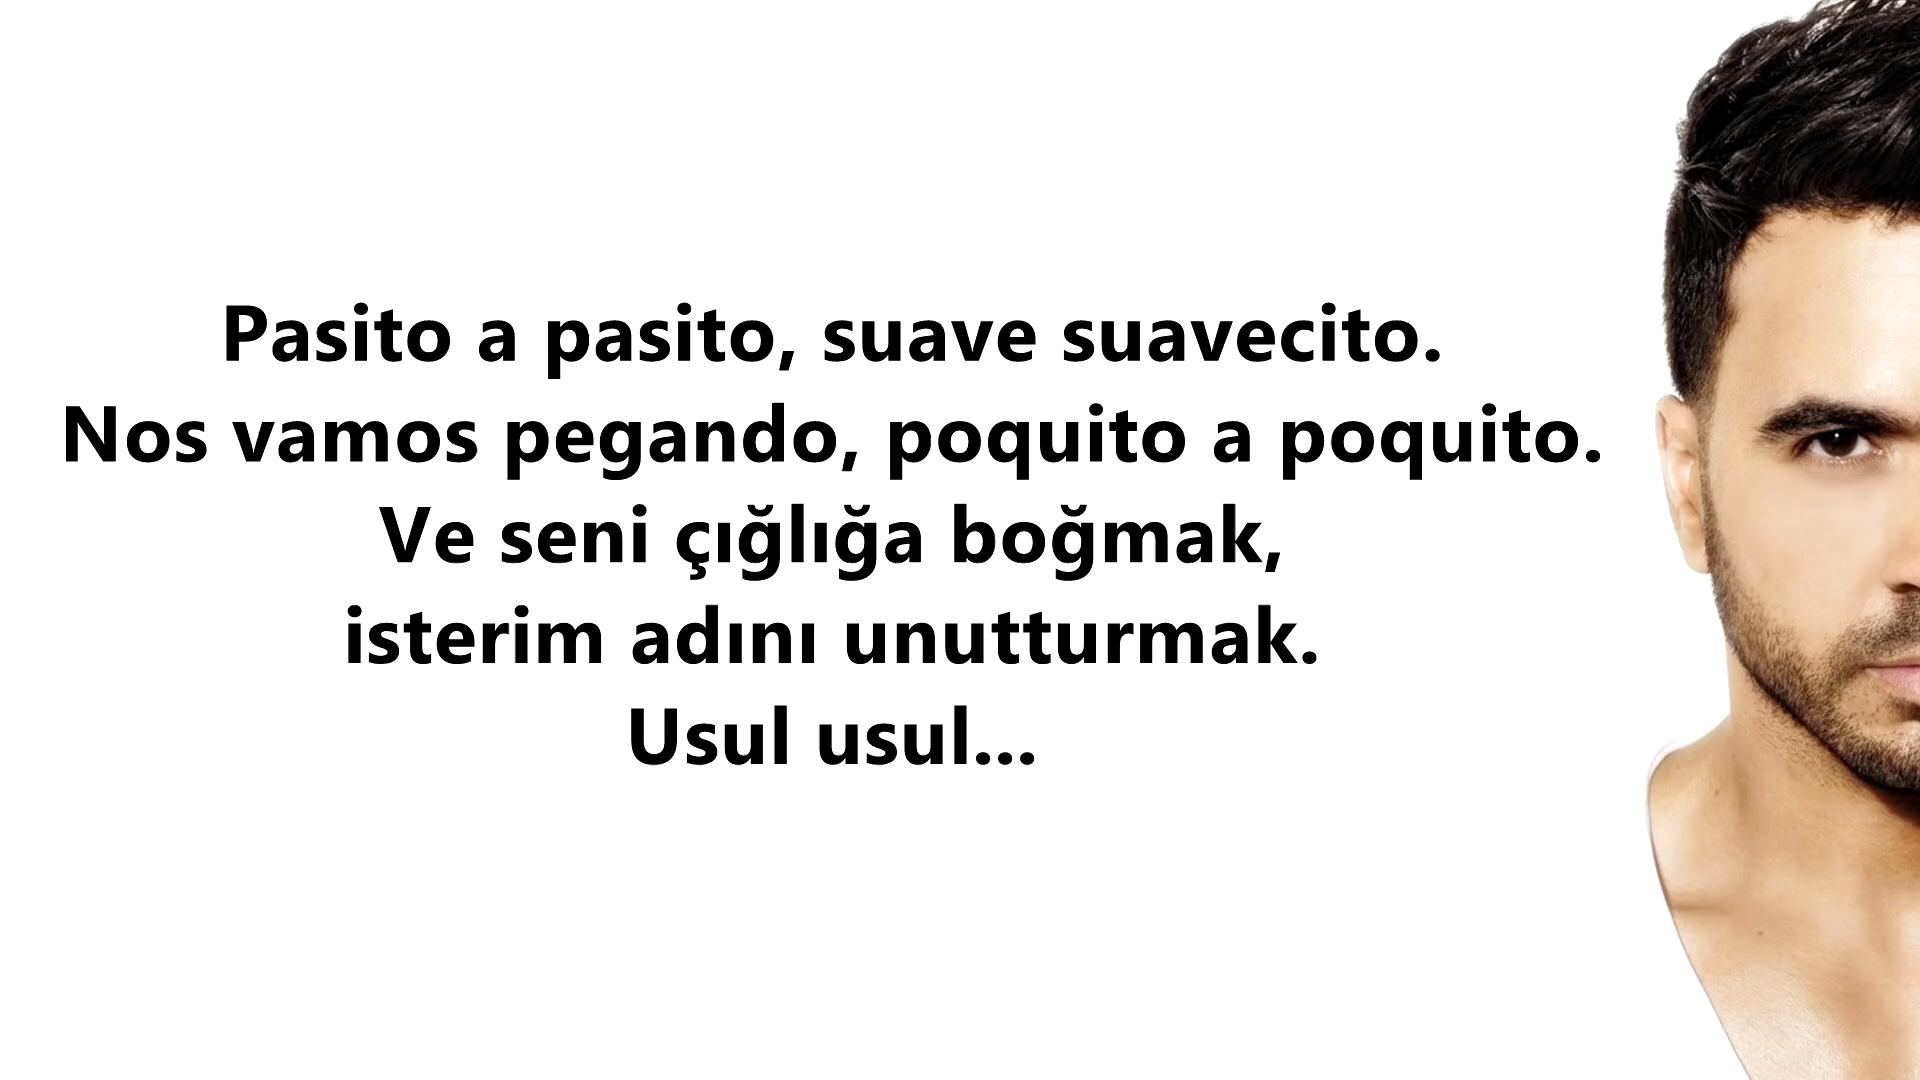 Pasito a pasito, suave suavecito.
Nos vamos pegando, poquito a poquito.
Ve seni çığlığa boğmak,
isterim adını unutturmak.
Usul usul...